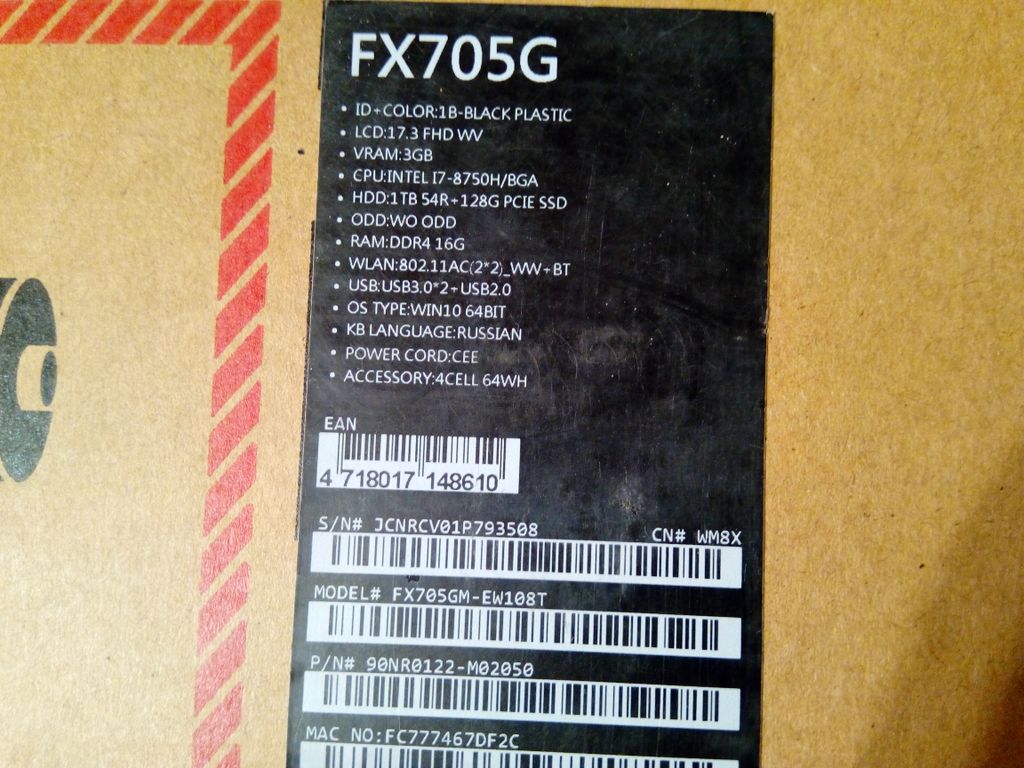 FX705G
• ID+COLOR:1B-BLACK PLASTIC
• LCD:17.3 FHD WV
• VRAM:3GB
• CPU:INTEL I7-8750H/BGA
• HDD:1TB 54R+128G PCIE SSD
• ODD:WO ODD
• RAM:DDR4 16G
• WLAN:802.11AC(2*2)_WW+BT
• USB:USB3.0*2+USB2.0
• OS TYPE:WIN10 64BIT
• KB LANGUAGE:RUSSIAN
• POWER CORD:CEE
• ACCESSORY:4CELL 64WH
EAN
4 718017 148610
S/N# JCNRCV01P793508 CN# WM8X
MODEL# FX705GM-EW108T
P/N# 90NR0122-M02050
MAC NO:FC777467DF2C